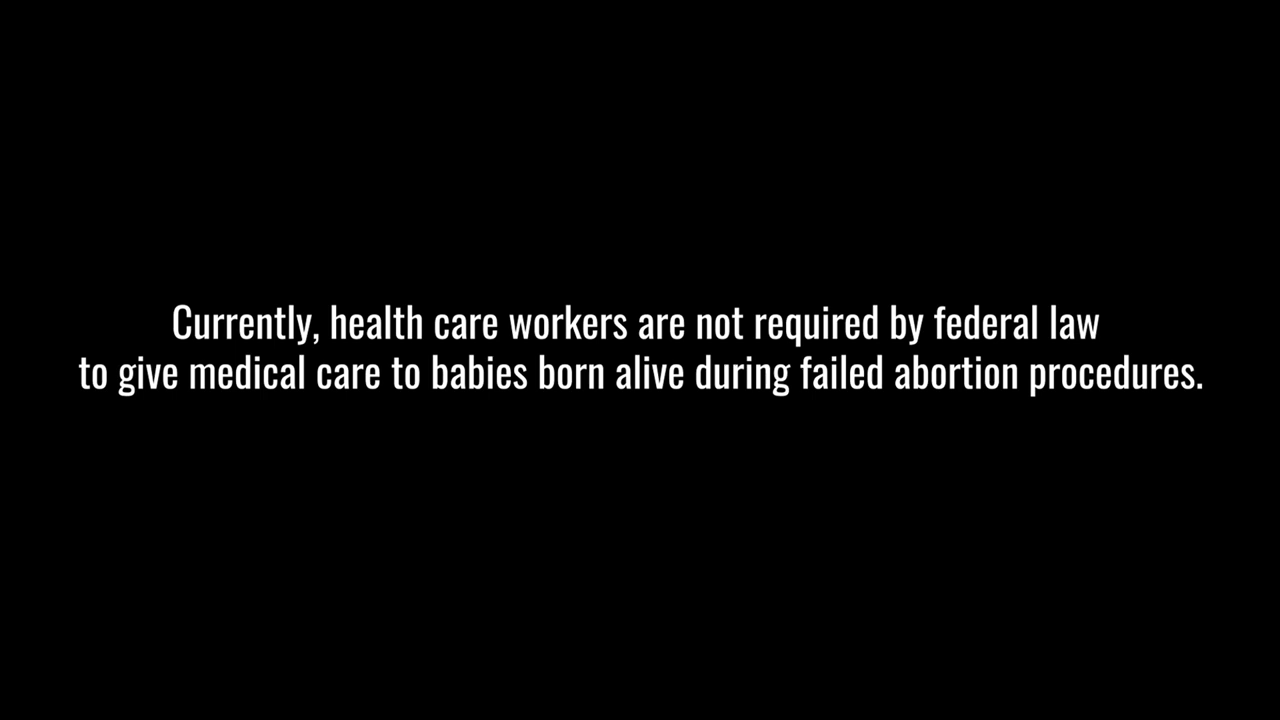 Currently, health care workers are not required by federal law
to give medical care to babies born alive during failed abortion procedures.